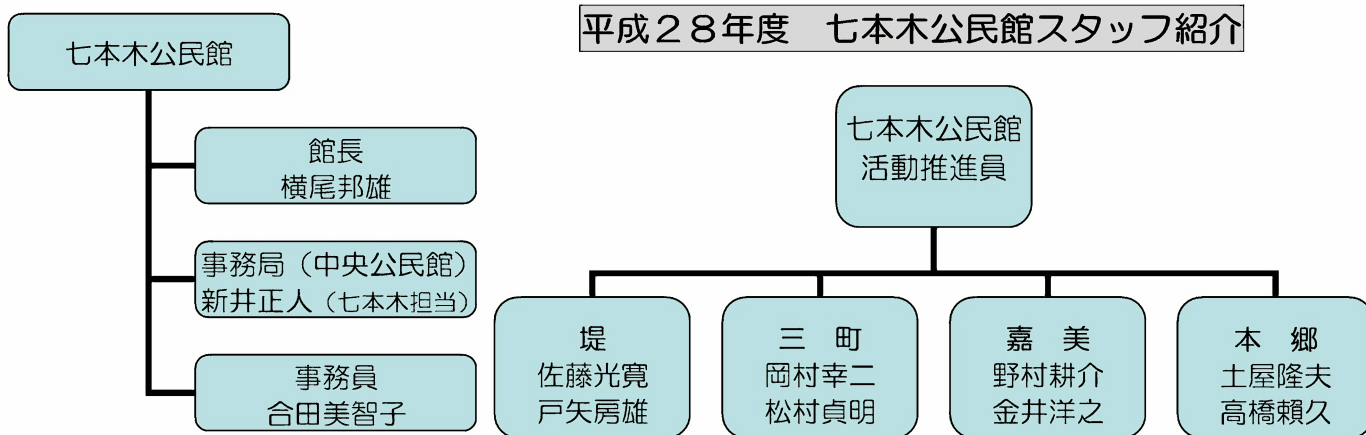 平成２８年度　七本木公民館スタッフ紹介
七本木公民館
館長
横尾邦雄
事務局（中央公民館）
新井正人（七本木担当）
事務員
合田美智子
七本木公民館
活動推進員
堤
佐藤光寛
戸矢房雄
三　町
岡村幸二
松村貞明
嘉　美
野村耕介
金井洋之
本　郷
土屋隆夫
高橋賴久